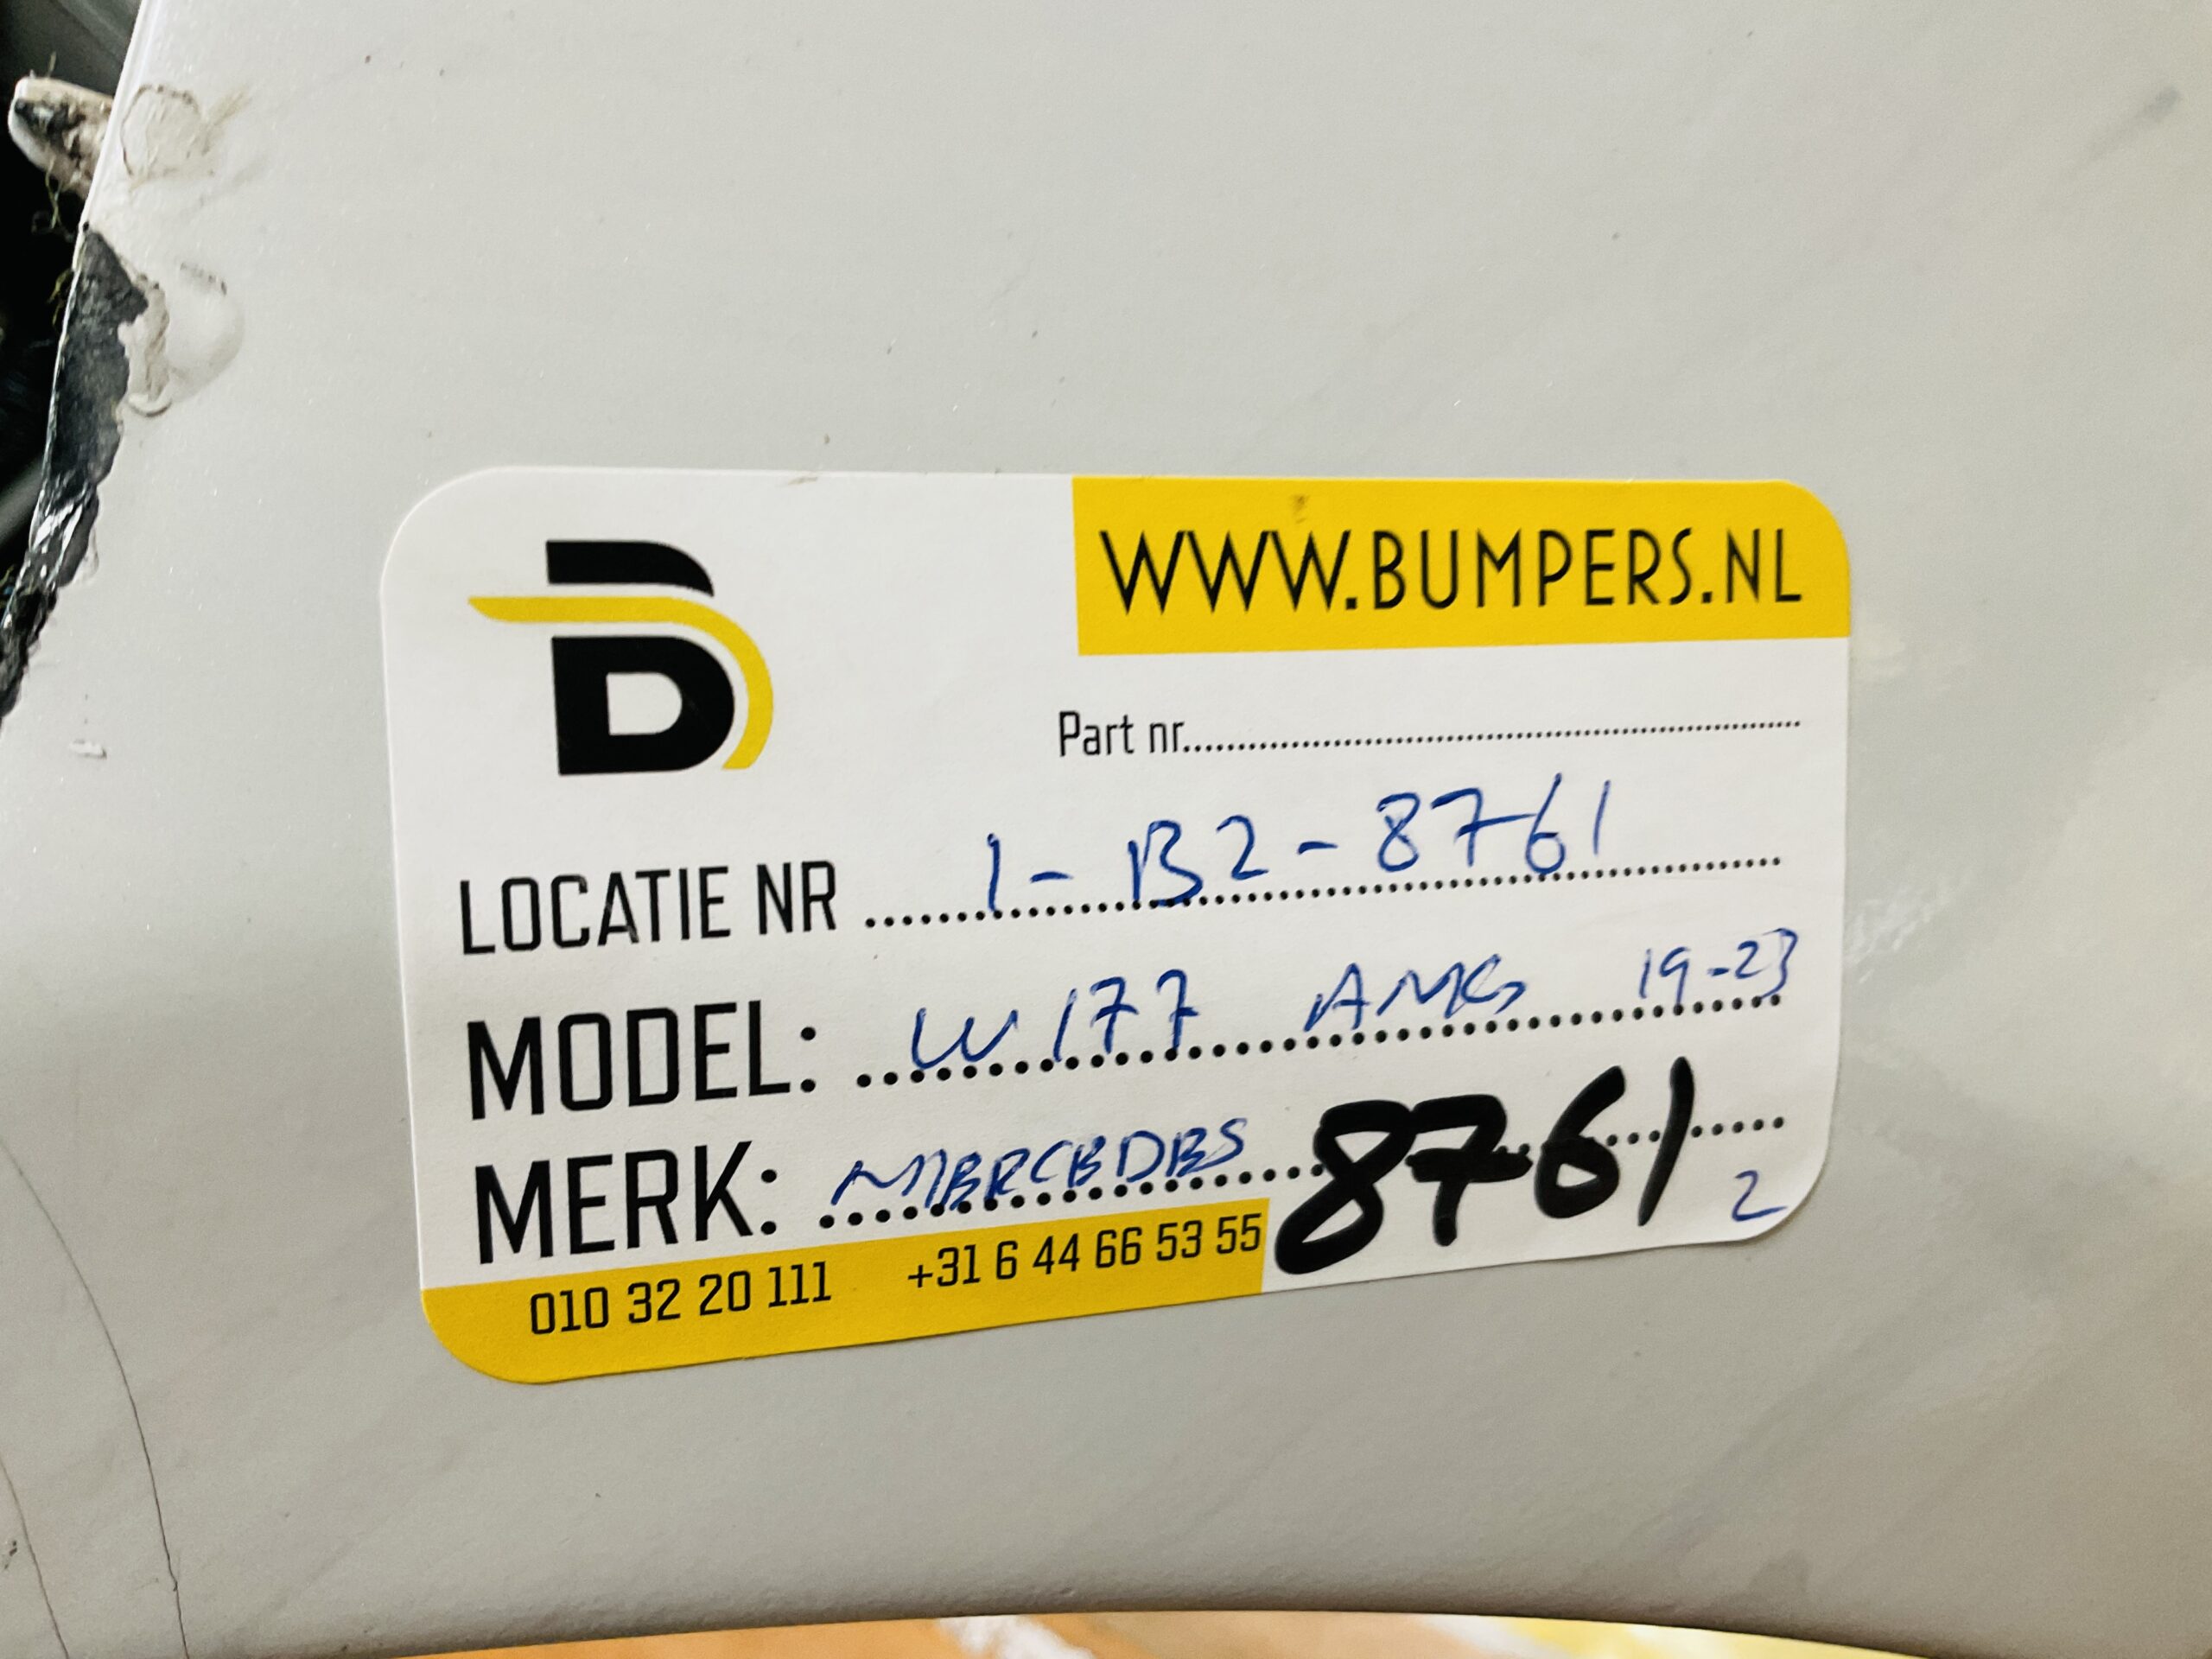 WWW.BUMPERS.NL
Part nr.
LOCATIE NR 1-B2-8761
MODEL: W177 AMG 19-23
MERK: MERCEDES 8761
2
010 32 20 111 +31 6 44 66 53 55